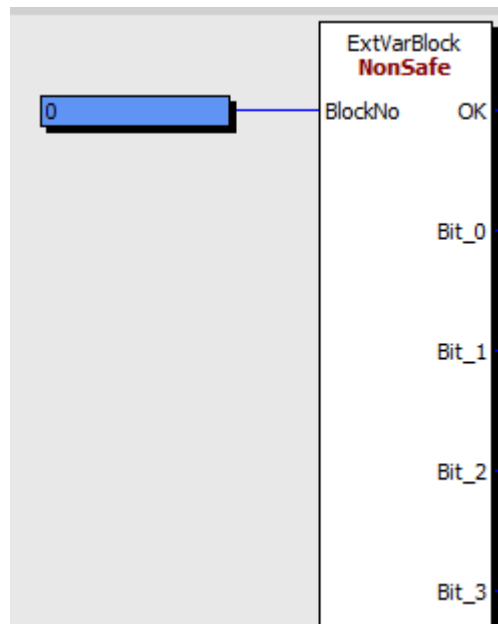 ExtVarBlock
NonSafe
0
BlockNo OK
Bit_0
Bit_1
Bit_2
Bit_3